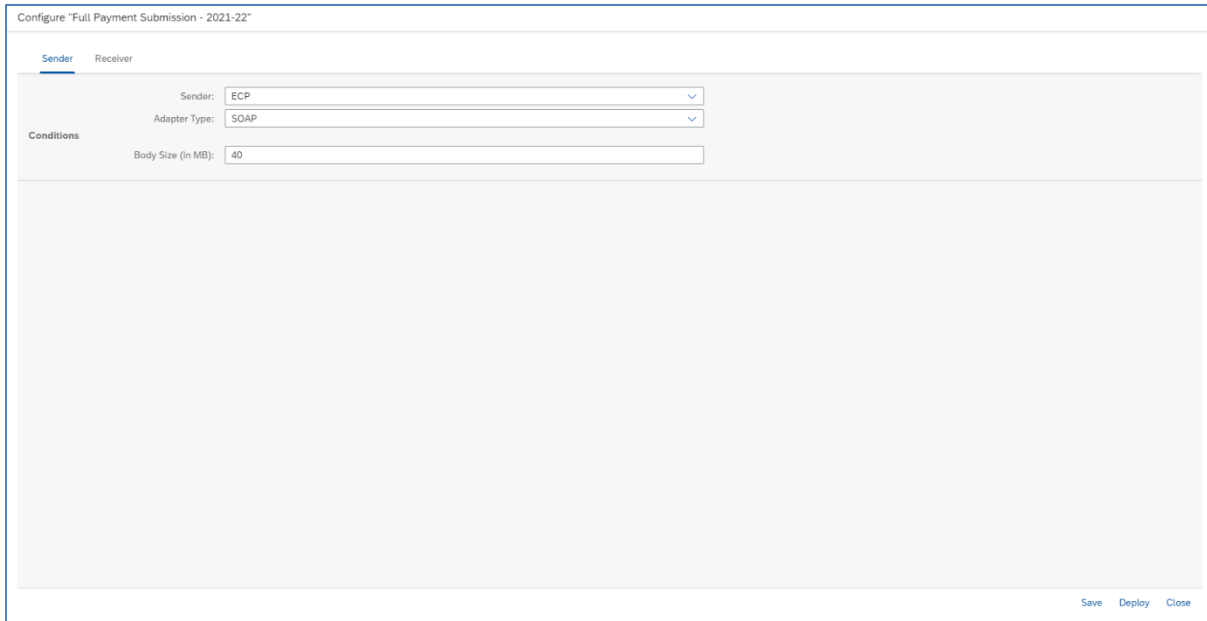 Configure "Full Payment Submission - 2021-22"
Sender Receiver
Sender: ECP
Adapter Type: SOAP
Conditions
Body Size (in MB): 40
Save Deploy Close